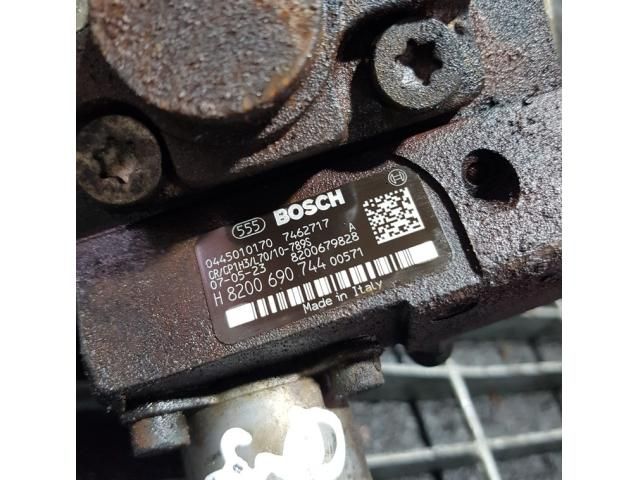 555 BOSCH
0445010170 7462717 A
CR/CP1H3/L70/10-789S
07-05-23 8200679828
H 8200 690 744 00571
Made in Italy